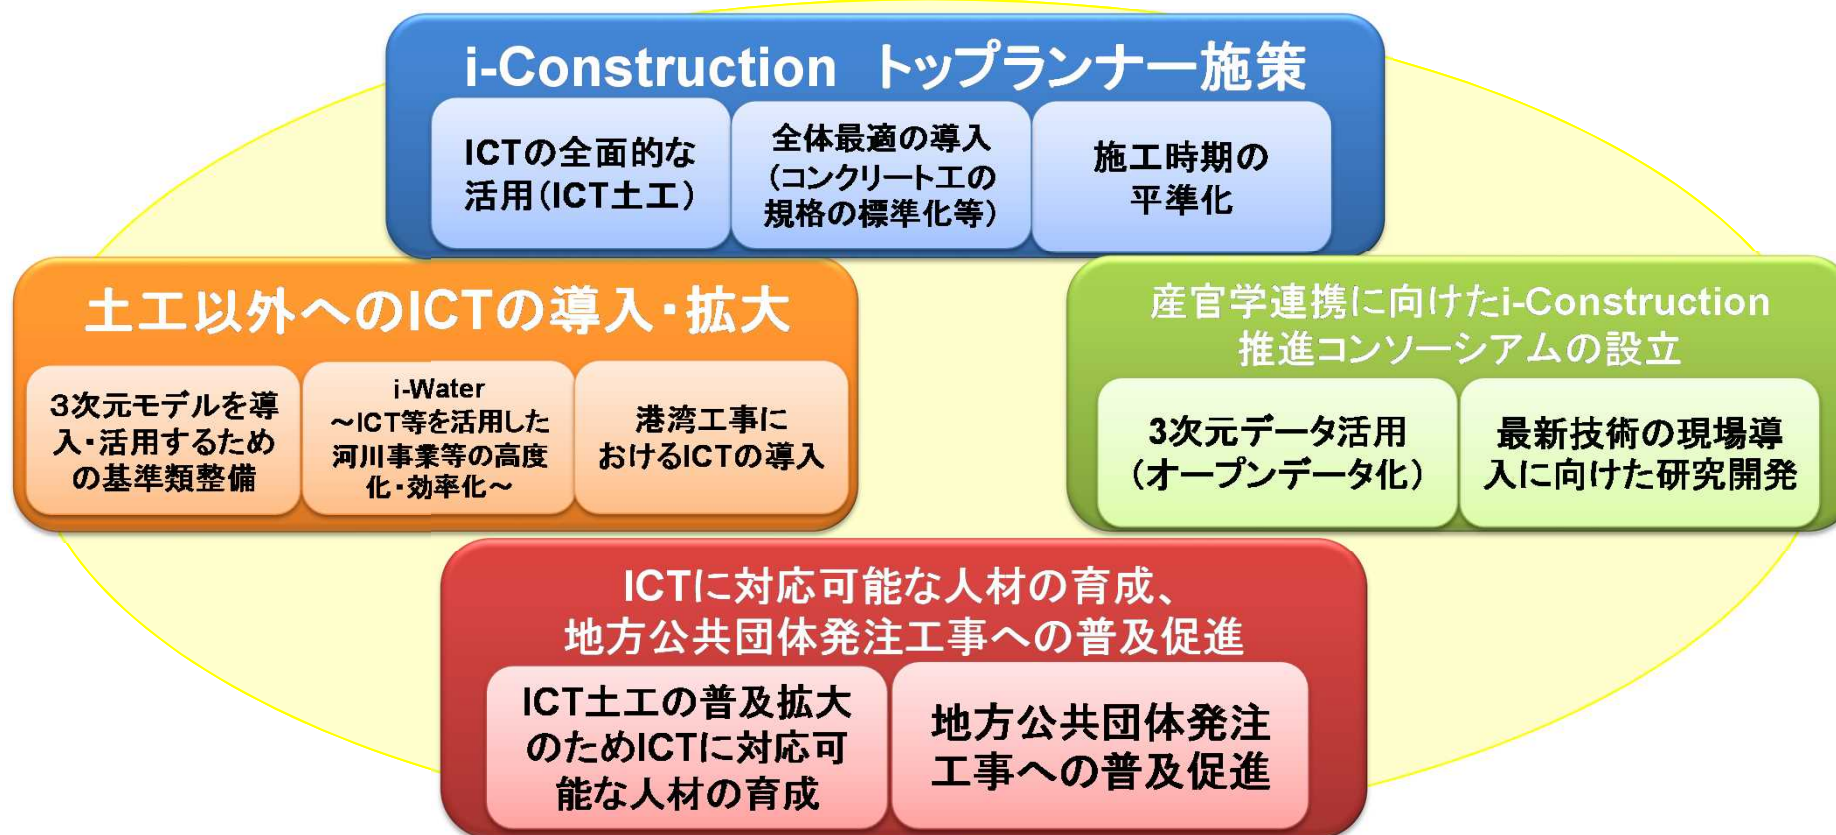 i-Construction トップランナー施策
ICTの全面的な
活用(ICT土工)
全体最適の導入
(コンクリート工の
規格の標準化等)
施工時期の
平準化
土工以外へのICTの導入・拡大
3次元モデルを導
入・活用するため
の基準類整備
i-Water
～ICT等を活用した
河川事業等の高度
化・効率化～
港湾工事に
おけるICTの導入
産官学連携に向けたi-Construction
推進コンソーシアムの設立
3次元データ活用
(オープンデータ化)
最新技術の現場導
入に向けた研究開発
ICTに対応可能な人材の育成、
地方公共団体発注工事への普及促進
ICT土工の普及拡大
のためICTに対応可
能な人材の育成
地方公共団体発注
工事への普及促進